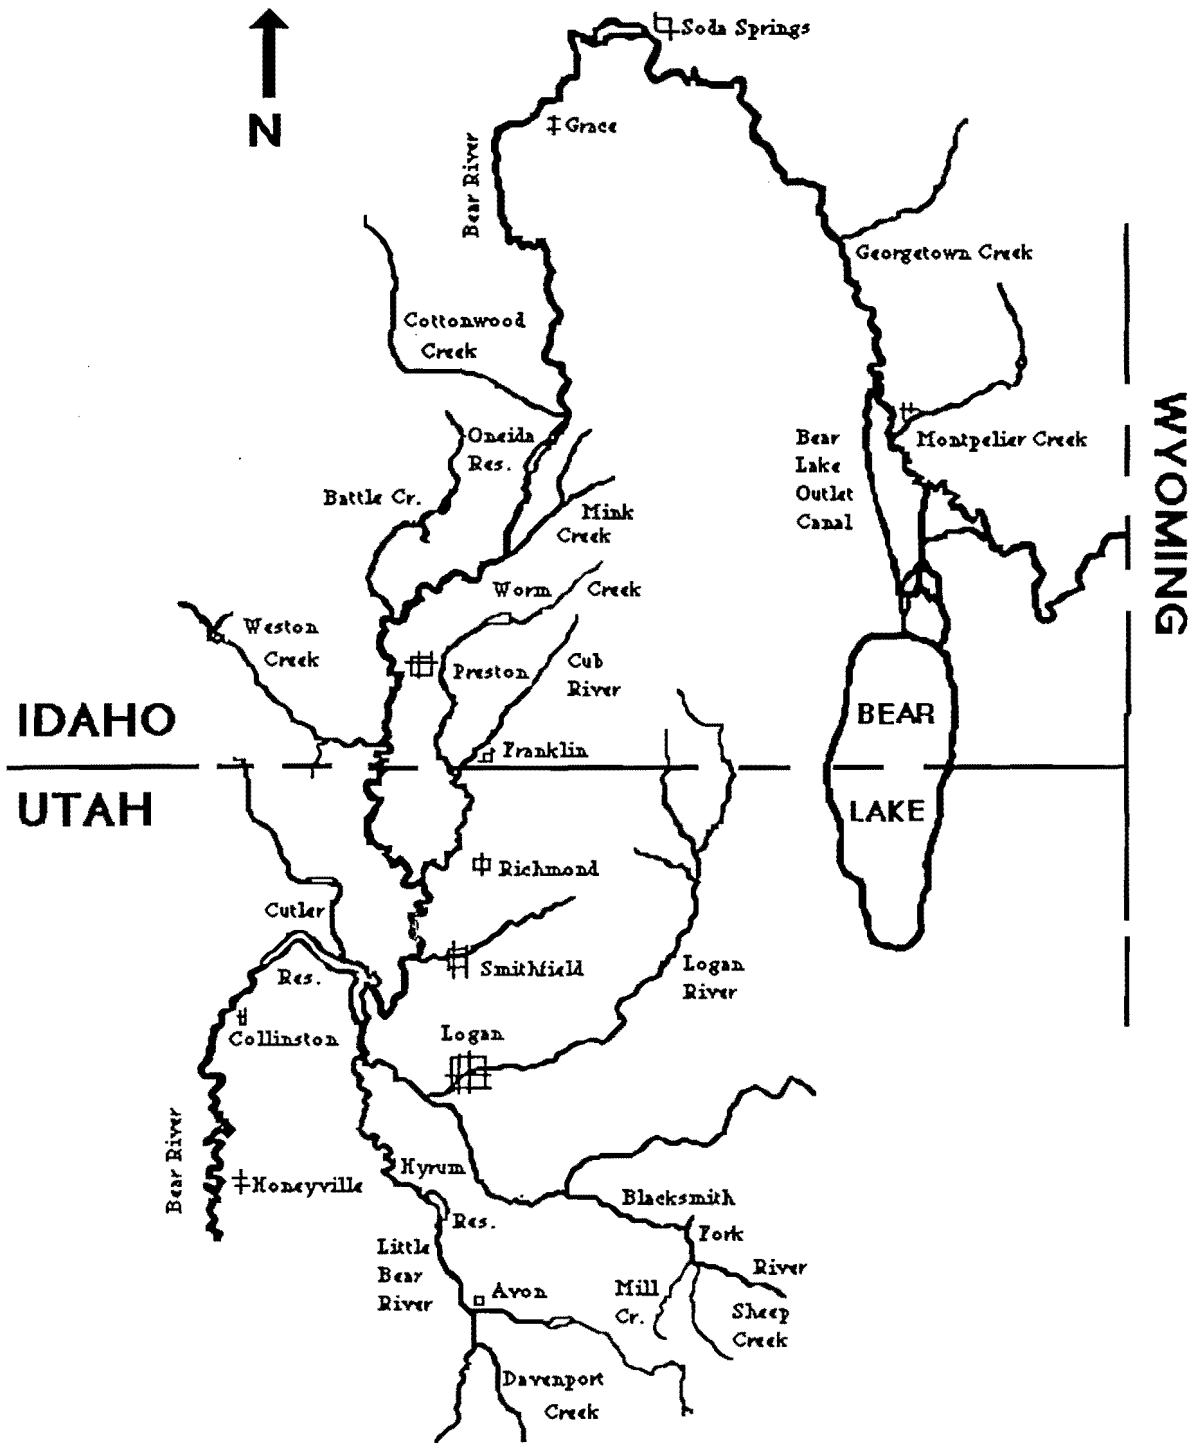 Soda Springs
N
Grace
Bear River
Georgetown Creek
Cottonwood
Creek
WYOMING
Oneida
Res.
Bear
Lake
Outlet
Canal
Montpelier Creek
Battle Cr.
Mink
Creek
Worm Creek
Weston
Creek
Preston
Cub
River
IDAHO
BEAR
Franklin
UTAH
LAKE
Richmond
Cutler
Res.
Smithfield
Logan
River
Collinston
Logan
Bear River
Hyrum
Res.
Honeyville
Blacksmith
Fork
River
Little
Bear
River
Avon
Mill
Cr.
Sheep
Creek
Davenport
Creek